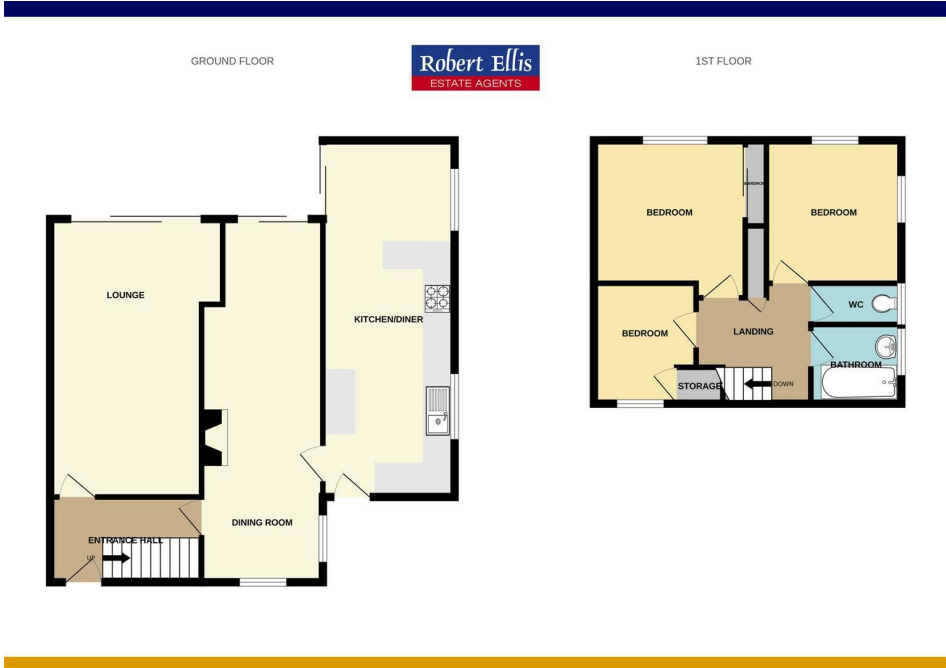 GROUND FLOOR
Robert Ellis
ESTATE AGENTS
1ST FLOOR
LOUNGE
KITCHEN/DINER
DINING ROOM
ENTRANCE HALL
UP
BEDROOM
WARDROBE
BEDROOM
WC
BEDROOM
LANDING
BATHROOM
STORAGE
DOWN